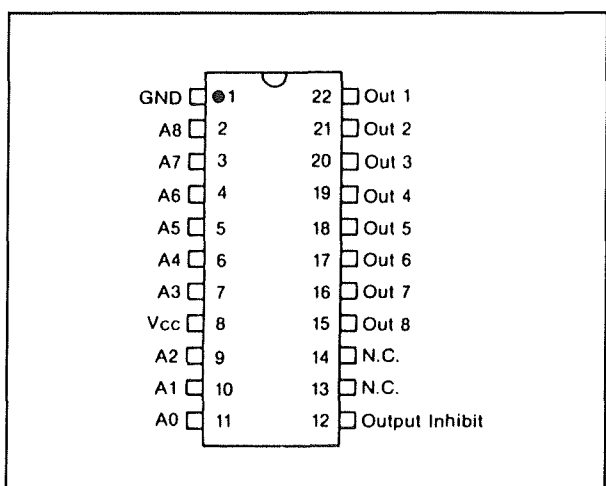 GND 1 22 Out 1
A8 2 21 Out 2
A7 3 20 Out 3
A6 4 19 Out 4
A5 5 18 Out 5
A4 6 17 Out 6
A3 7 16 Out 7
VCC 8 15 Out 8
A2 9 14 N.C.
A1 10 13 N.C.
A0 11 12 Output Inhibit